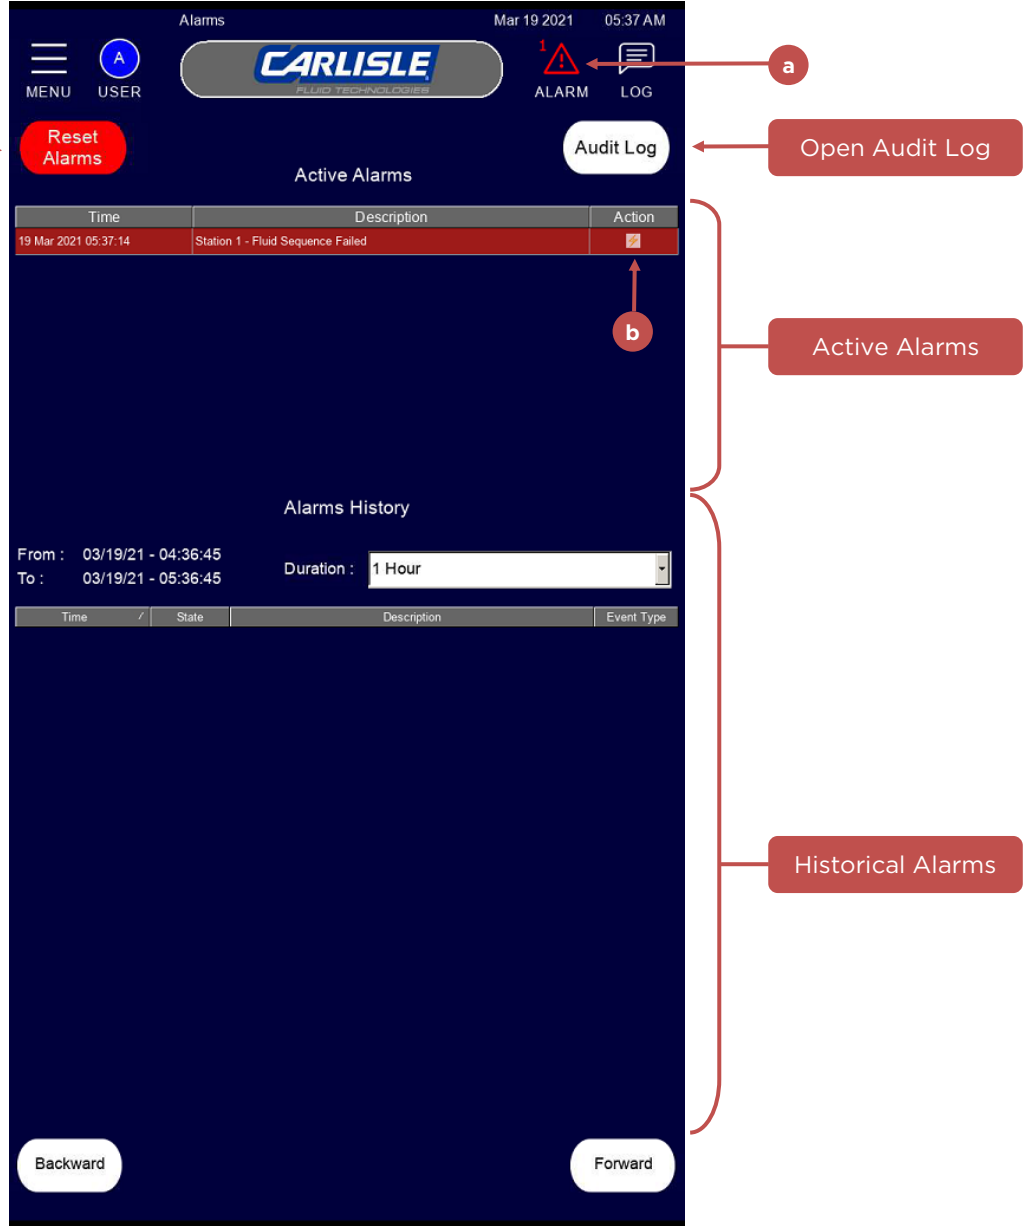 Alarms Mar 19 2021 05:37 AM
1
a
A
CARLISLE
FLUID TECHNOLOGIES
MENU USER ALARM LOG
Reset
Alarms
Audit Log
Open Audit Log
Active Alarms
Time Description Action
19 Mar 2021 05:37:14 Station 1 - Fluid Sequence Failed
b
Active Alarms
Alarms History
From : 03/19/21 - 04:36:45
To : 03/19/21 - 05:36:45
Duration : 1 Hour
Time / State Description Event Type
Historical Alarms
Backward Forward